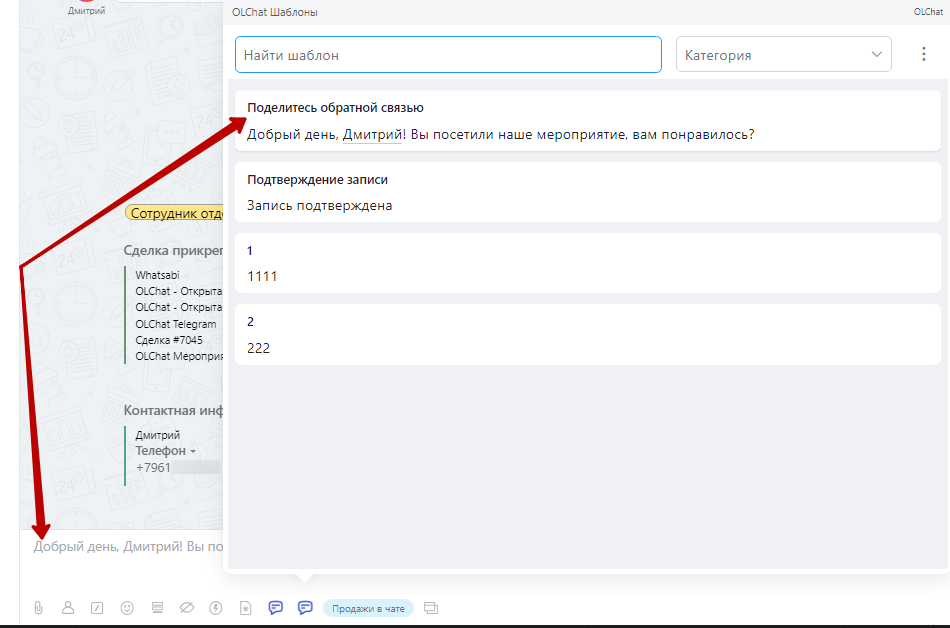 Дмитрий
OLChat Шаблоны
OLChat
Найти шаблон
Категория
Поделитесь обратной связью
Добрый день, Дмитрий! Вы посетили наше мероприятие, вам понравилось?
Подтверждение записи
Запись подтверждена
1
1111
2
222
Сотрудник отде
Сделка прикреп
Whatsabi
OLChat - Открыта
OLChat - Открыта
OLChat Telegram
Сделка #7045
OLChat Мероприя
Контактная инф
Дмитрий
Телефон
+7961
Добрый день, Дмитрий! Вы по
Продажи в чате